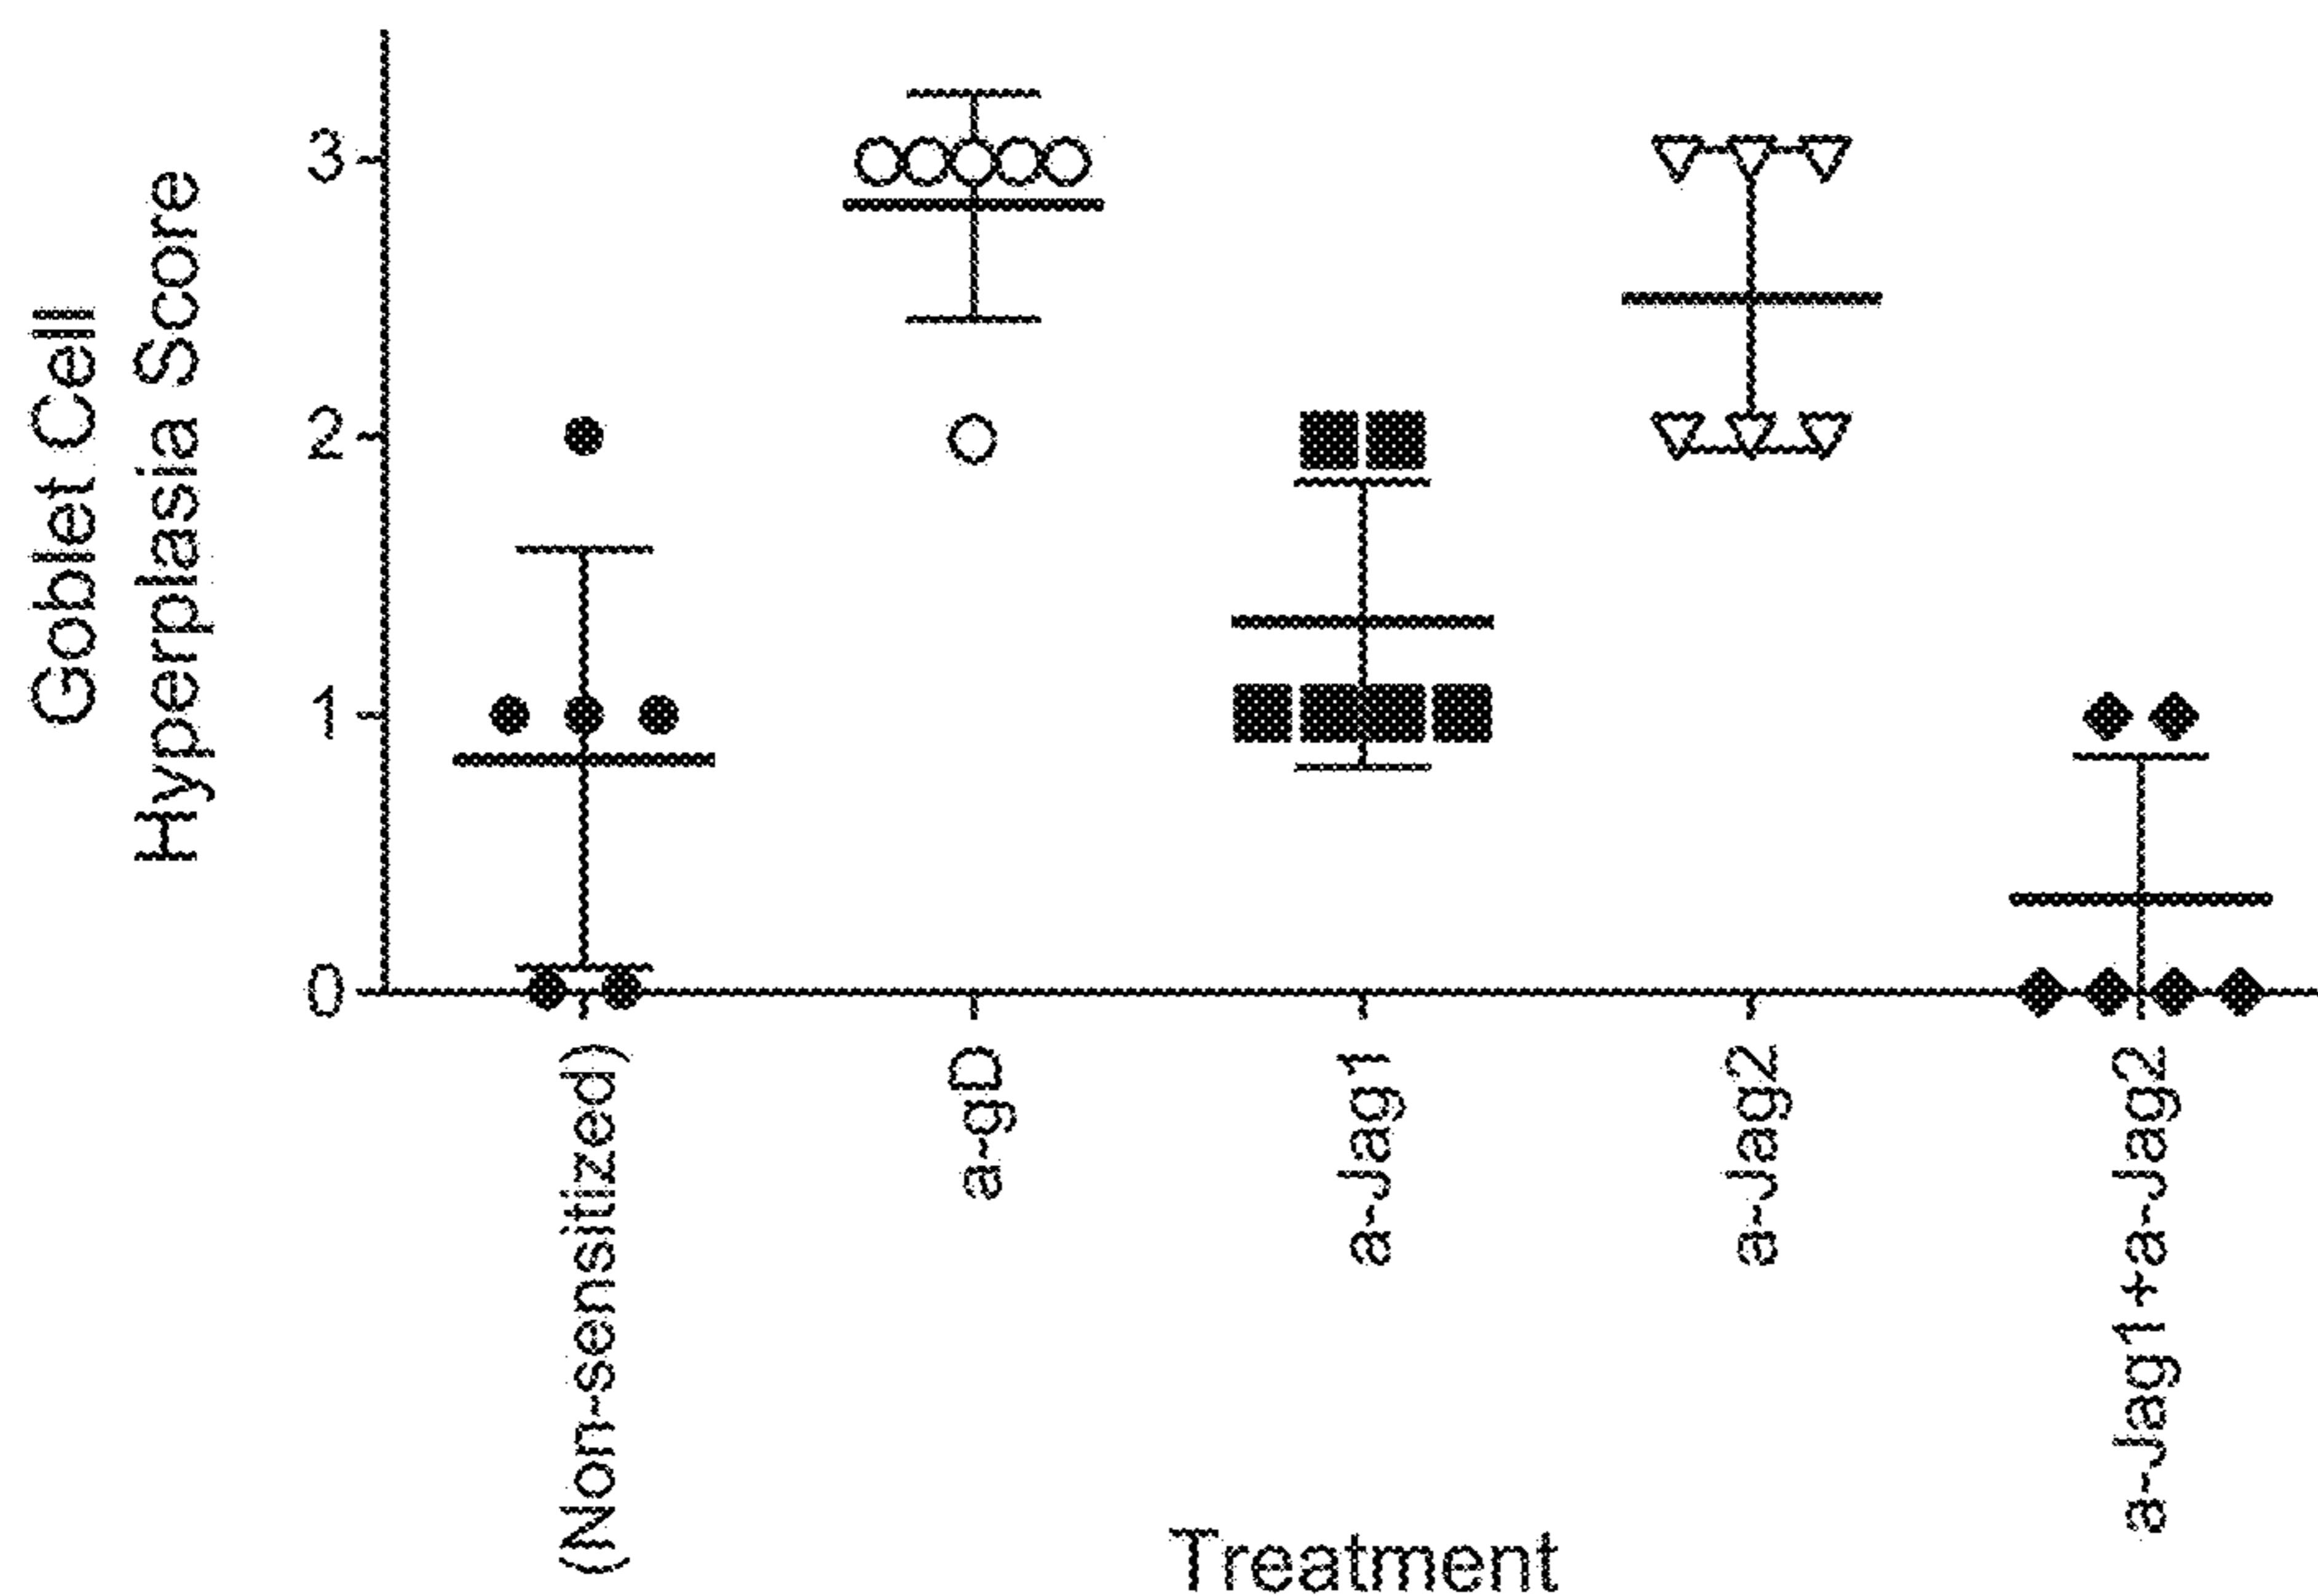 Goblet Cell
Hyperplasia Score
3
2
1
0
(Non-sensitized)
a-gD
a-Jag1
a-Jag2
a-Jag1+a-Jag2
Treatment